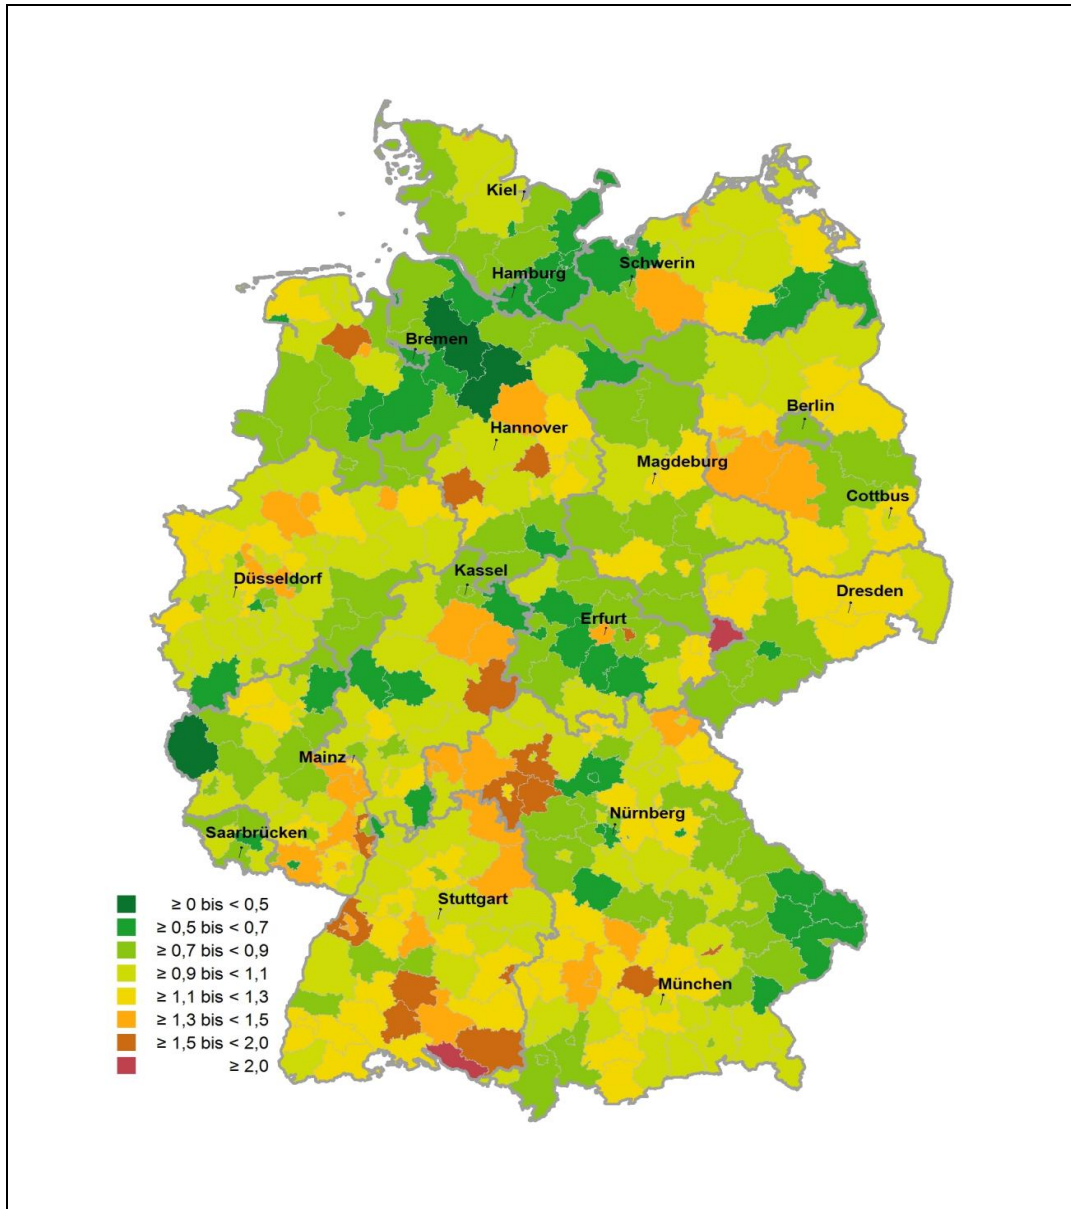 Kiel
Hamburg
Schwerin
Bremen
Berlin
Hannover
Magdeburg
Cottbus
Düsseldorf
Kassel
Dresden
Erfurt
Mainz
Nürnberg
Saarbrücken
Stuttgart
München
≥ 0 bis < 0,5
≥ 0,5 bis < 0,7
≥ 0,7 bis < 0,9
≥ 0,9 bis < 1,1
≥ 1,1 bis < 1,3
≥ 1,3 bis < 1,5
≥ 1,5 bis < 2,0
≥ 2,0